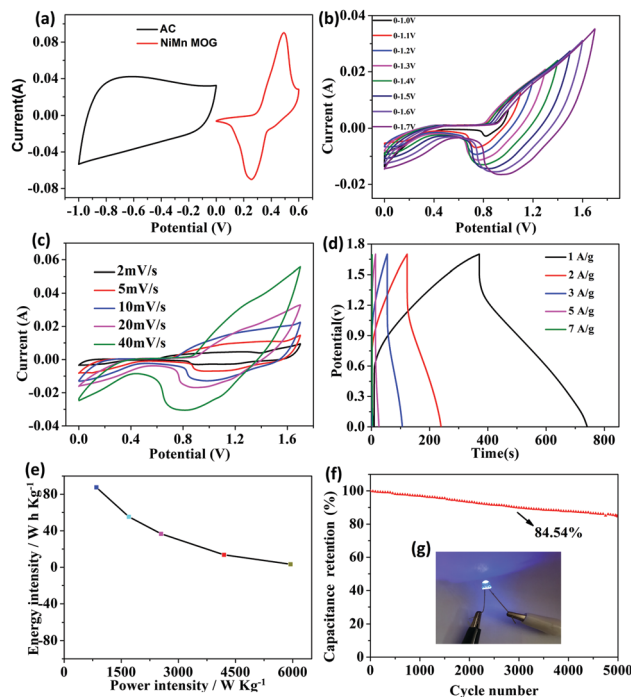 (a)
AC
NiMn MOG
0.08
0.04
0.00
-0.04
-0.08
Current(A)
-1.0 -0.8 -0.6 -0.4 -0.2 0.0 0.2 0.4 0.6
Potential (V)
(b)
0-1.0V
0-1.1V
0-1.2V
0-1.3V
0-1.4V
0-1.5V
0-1.6V
0-1.7V
0.04
0.02
0.00
-0.02
Current (A)
0.0 0.4 0.8 1.2 1.6
Potential (V)
(c)
2mV/s
5mV/s
10mV/s
20mV/s
40mV/s
0.06
0.04
0.02
0.00
-0.02
-0.04
Current (A)
0.0 0.4 0.8 1.2 1.6
Potential (V)
(d)
1 A/g
2 A/g
3 A/g
5 A/g
7 A/g
1.8
1.5
1.2
0.9
0.6
0.3
0.0
Potential(v)
0 200 400 600 800
Time(s)
(e)
80
40
0
-40
-80
Energy intensity / W h Kg-1
0 1500 3000 4500 6000
Power intensity / W Kg-1
(f)
100
80
60
40
20
0
Capacitance retention (%)
84.54%
(g)
0 1000 2000 3000 4000 5000
Cycle number